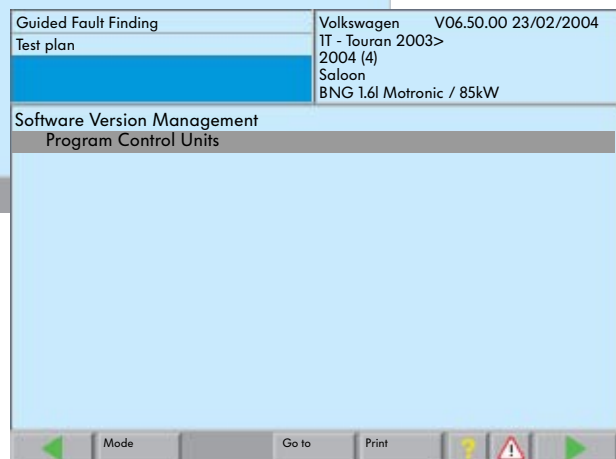 Guided Fault Finding
Test plan
Volkswagen V06.50.00 23/02/2004
1T - Touran 2003>
2004 (4)
Saloon
BNG 1.6l Motronic / 85kW
Software Version Management
Program Control Units
Mode
Go to
Print
?
!